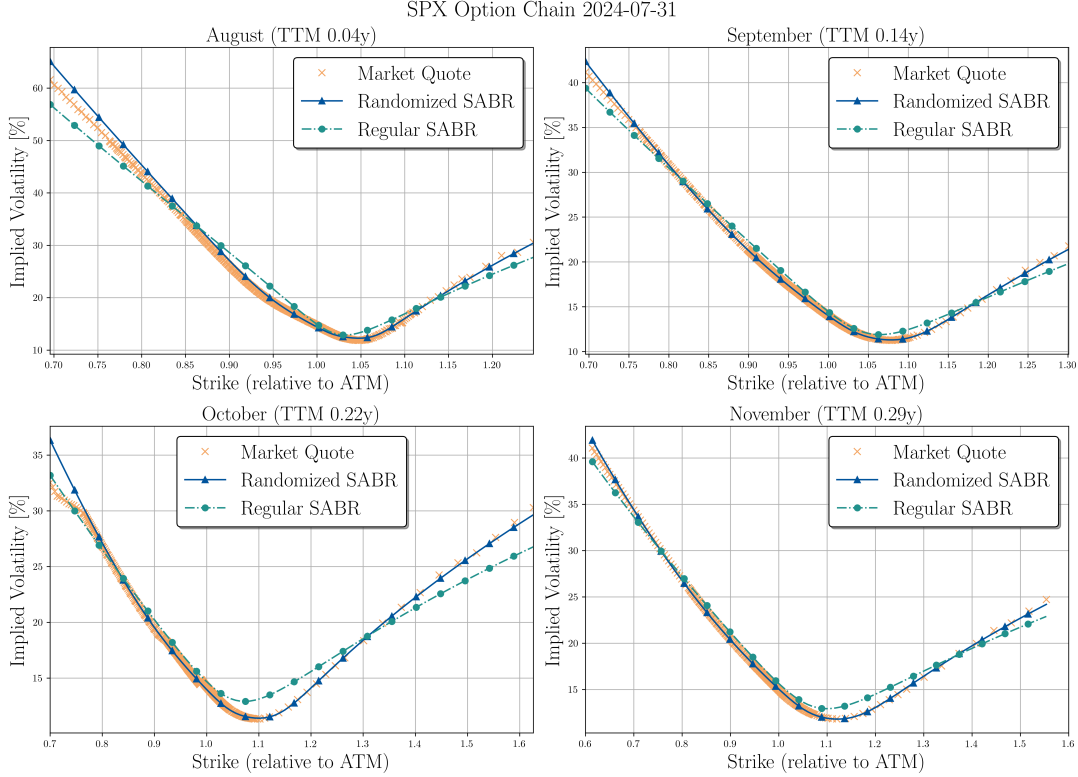 SPX Option Chain 2024-07-31
August (TTM 0.04y)
Implied Volatility [%]
60
50
40
30
20
10
Market Quote
Randomized SABR
Regular SABR
0.70 0.75 0.80 0.85 0.90 0.95 1.00 1.05 1.10 1.15 1.20
Strike (relative to ATM)
September (TTM 0.14y)
Implied Volatility [%]
40
35
30
25
20
15
10
Market Quote
Randomized SABR
Regular SABR
0.70 0.75 0.80 0.85 0.90 0.95 1.00 1.05 1.10 1.15 1.20 1.25 1.30
Strike (relative to ATM)
October (TTM 0.22y)
Implied Volatility [%]
35
30
25
20
15
Market Quote
Randomized SABR
Regular SABR
0.7 0.8 0.9 1.0 1.1 1.2 1.3 1.4 1.5 1.6
Strike (relative to ATM)
November (TTM 0.29y)
Implied Volatility [%]
40
35
30
25
20
15
Market Quote
Randomized SABR
Regular SABR
0.6 0.7 0.8 0.9 1.0 1.1 1.2 1.3 1.4 1.5 1.6
Strike (relative to ATM)